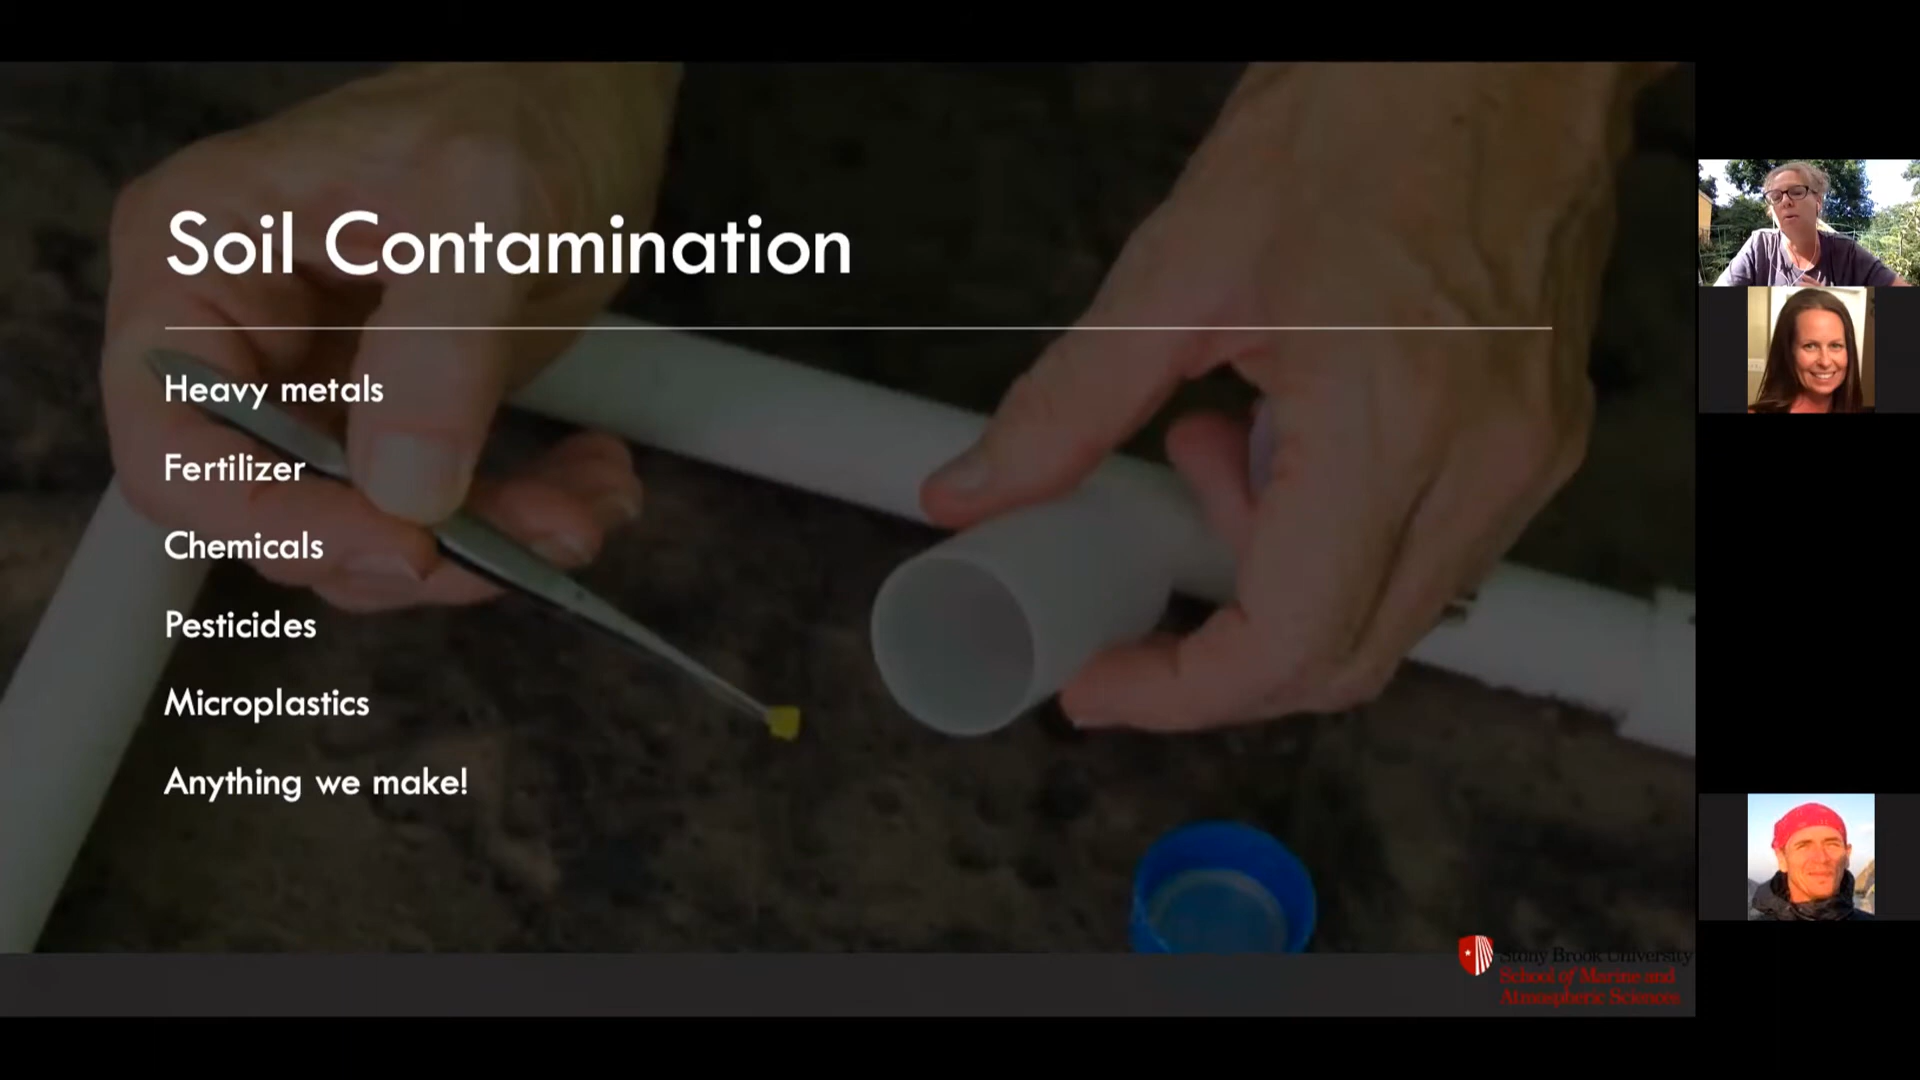 Soil Contamination
Heavy metals
Fertilizer
Chemicals
Pesticides
Microplastics
Anything we make!
Stony Brook University
School of Marine and
Atmospheric Sciences